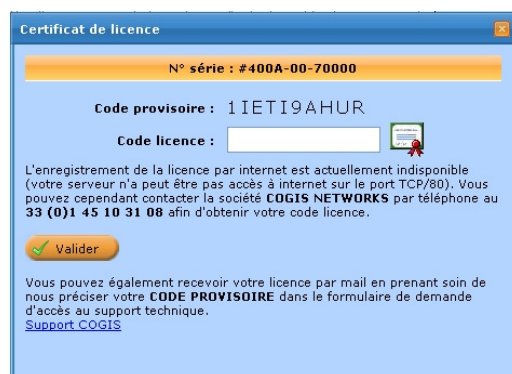 Certificat de licence
N° série : #400A-00-70000
Code provisoire : 1IETI9AHUR
Code licence :
L'enregistrement de la licence par internet est actuellement indisponible
(votre serveur n'a peut être pas accès à internet sur le port TCP/80). Vous
pouvez cependant contacter la société COGIS NETWORKS par téléphone au
33 (0)1 45 10 31 08 afin d'obtenir votre code licence.
Valider
Vous pouvez également recevoir votre licence par mail en prenant soin de
nous préciser votre CODE PROVISOIRE dans le formulaire de demande
d'accès au support technique.
Support COGIS